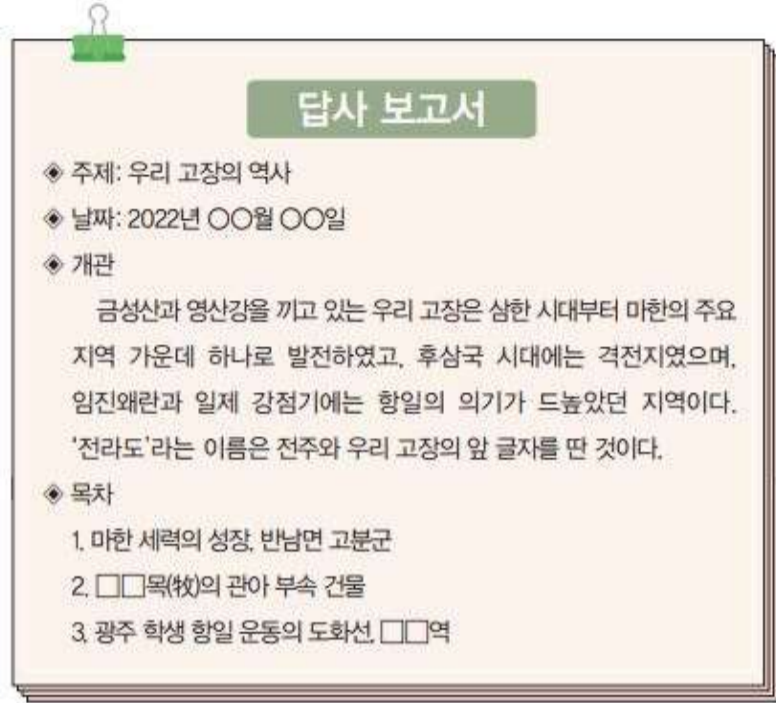 답사 보고서
◈ 주제: 우리 고장의 역사
◈ 날짜: 2022년 ○○월 ○○일
◈ 개관
금성산과 영산강을 끼고 있는 우리 고장은 삼한 시대부터 마한의 주요
지역 가운데 하나로 발전하였고, 후삼국 시대에는 격전지였으며,
임진왜란과 일제 강점기에는 항일의 의기가 드높았던 지역이다.
‘전라도’라는 이름은 전주와 우리 고장의 앞 글자를 딴 것이다.
◈ 목차
1. 마한 세력의 성장, 반남면 고분군
2. □□목(牧)의 관아 부속 건물
3. 광주 학생 항일 운동의 도화선, □□역